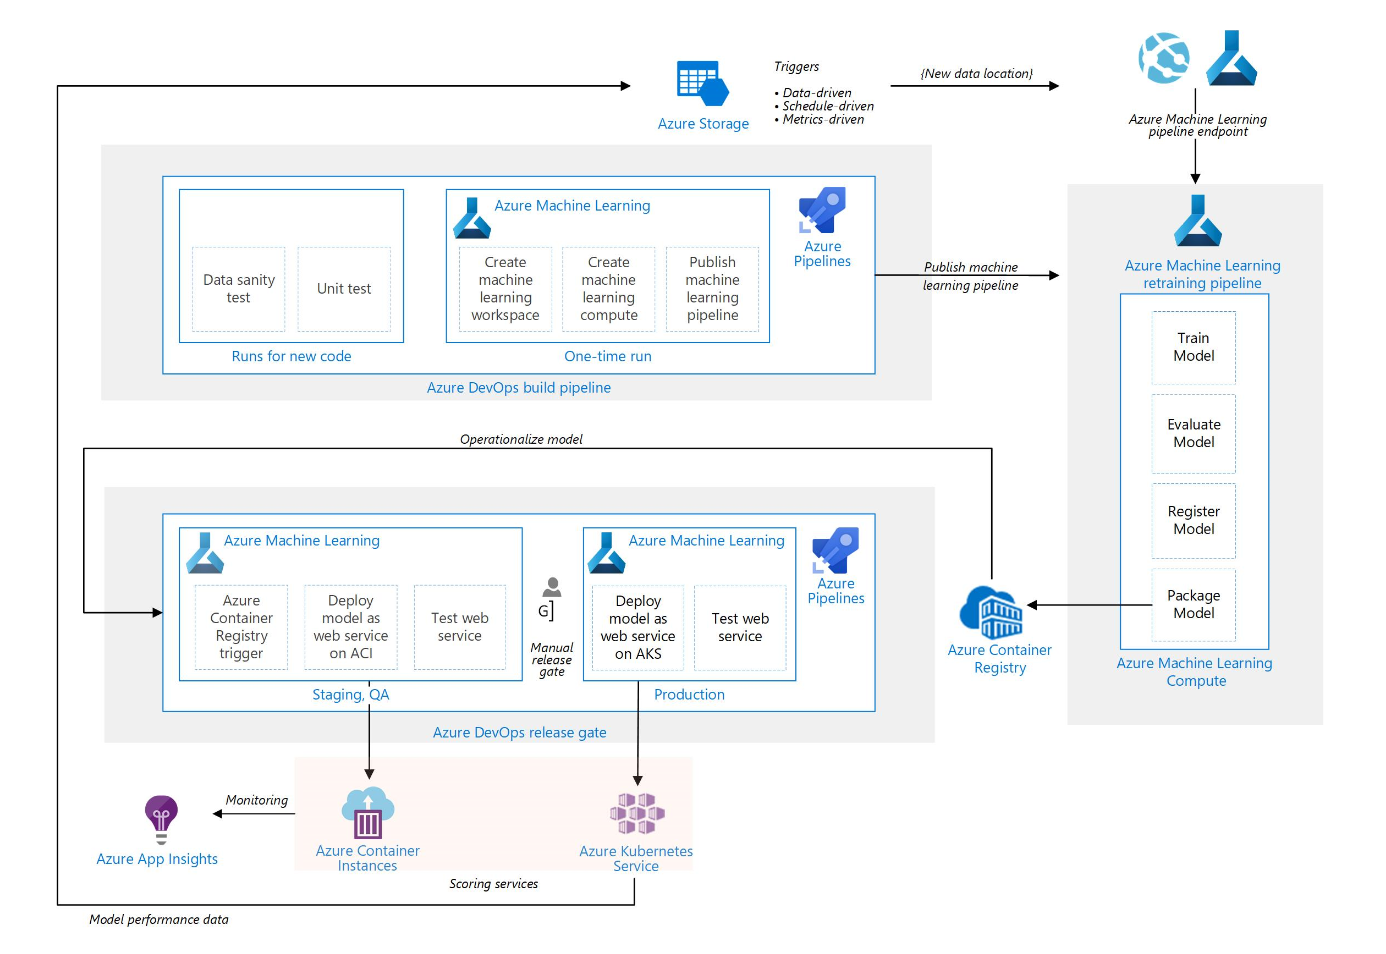 Triggers
• Data-driven
• Schedule-driven
• Metrics-driven
Azure Storage
{New data location}
Azure Machine Learning
pipeline endpoint
Azure Machine Learning
Data sanity
test
Unit test
Create
machine
learning
workspace
Create
machine
learning
compute
Publish
machine
learning
pipeline
Azure
Pipelines
Runs for new code
One-time run
Azure DevOps build pipeline
Publish machine
learning pipeline
Azure Machine Learning
retraining pipeline
Train
Model
Evaluate
Model
Register
Model
Package
Model
Azure Machine Learning
Compute
Operationalize model
Azure Container
Registry
Azure Machine Learning
Azure
Container
Registry
trigger
Deploy
model as
web service
on ACI
Test web
service
Staging, QA
G]
Manual
release
gate
Azure Machine Learning
Deploy
model as
web service
on AKS
Test web
service
Production
Azure
Pipelines
Azure DevOps release gate
Monitoring
Azure App Insights
Azure Container
Instances
Azure Kubernetes
Service
Scoring services
Model performance data